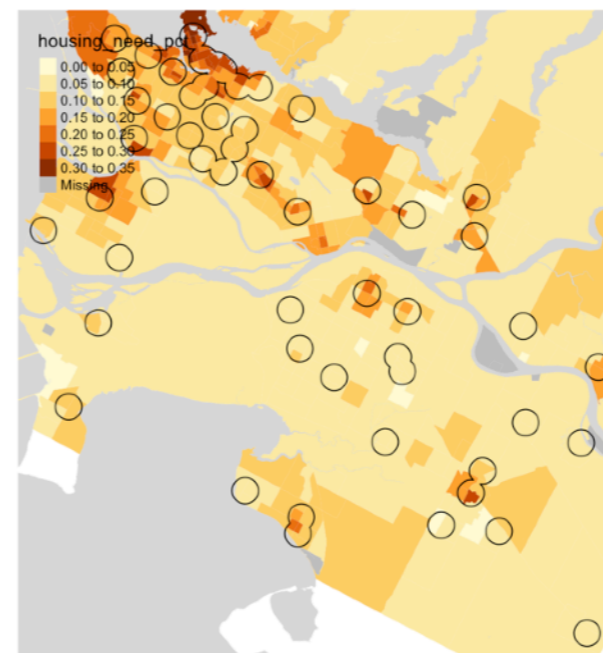 housing_need_pct
0.00 to 0.05
0.05 to 0.10
0.10 to 0.15
0.15 to 0.20
0.20 to 0.25
0.25 to 0.30
0.30 to 0.35
Missing